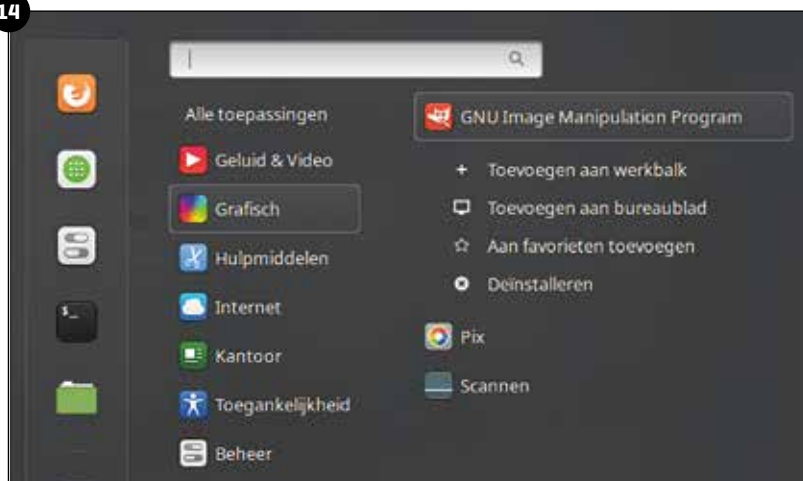 14
Alle toepassingen
Geluid & Video
Grafisch
Hulpmiddelen
Internet
Kantoor
Toegankelijkheid
Beheer
GNU Image Manipulation Program
Toevoegen aan werkbalk
Toevoegen aan bureaublad
Aan favorieten toevoegen
Deïnstalleren
Pix
Scannen
$_